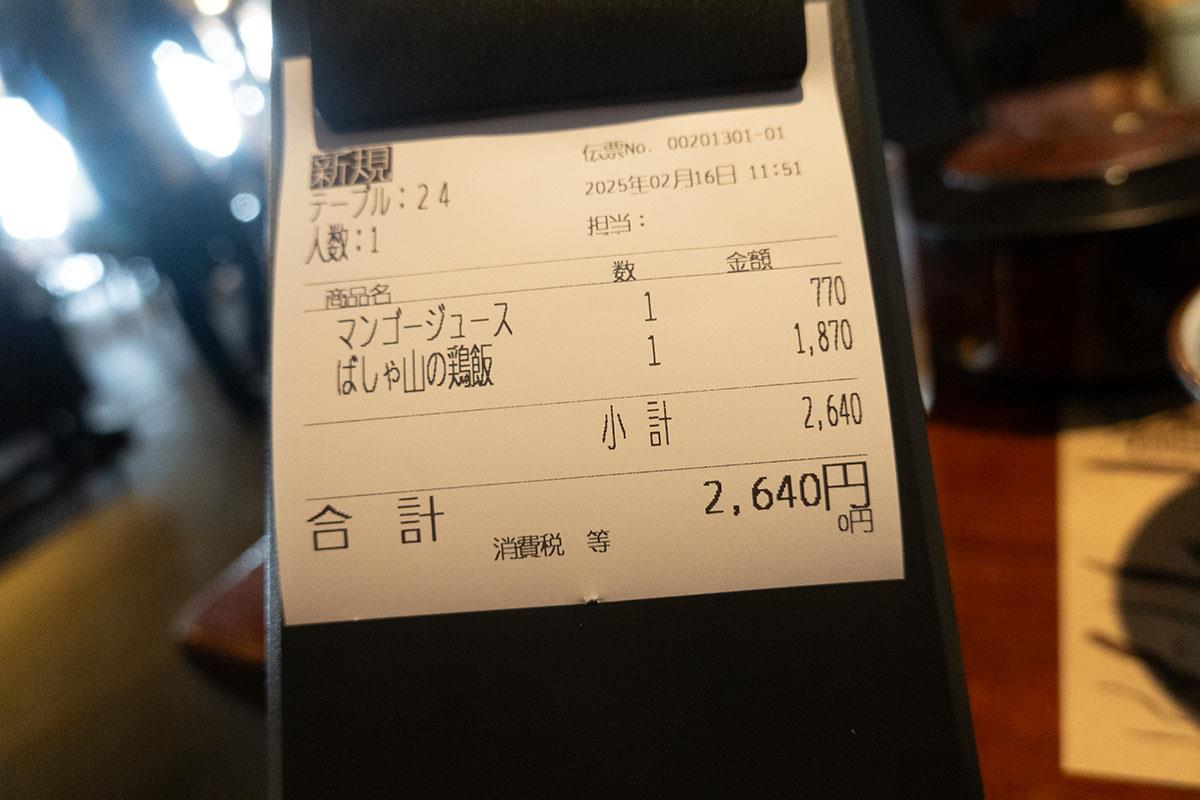 新規
伝票No. 00201301-01
テーブル:24
2025年02月16日 11:51
人数:1
担当:
商品名 数 金額
マンゴージュース 1 770
ばしゃ山の鶏飯 1 1,870
小 計 2,640
合 計 2,640円
消費税 等 0円